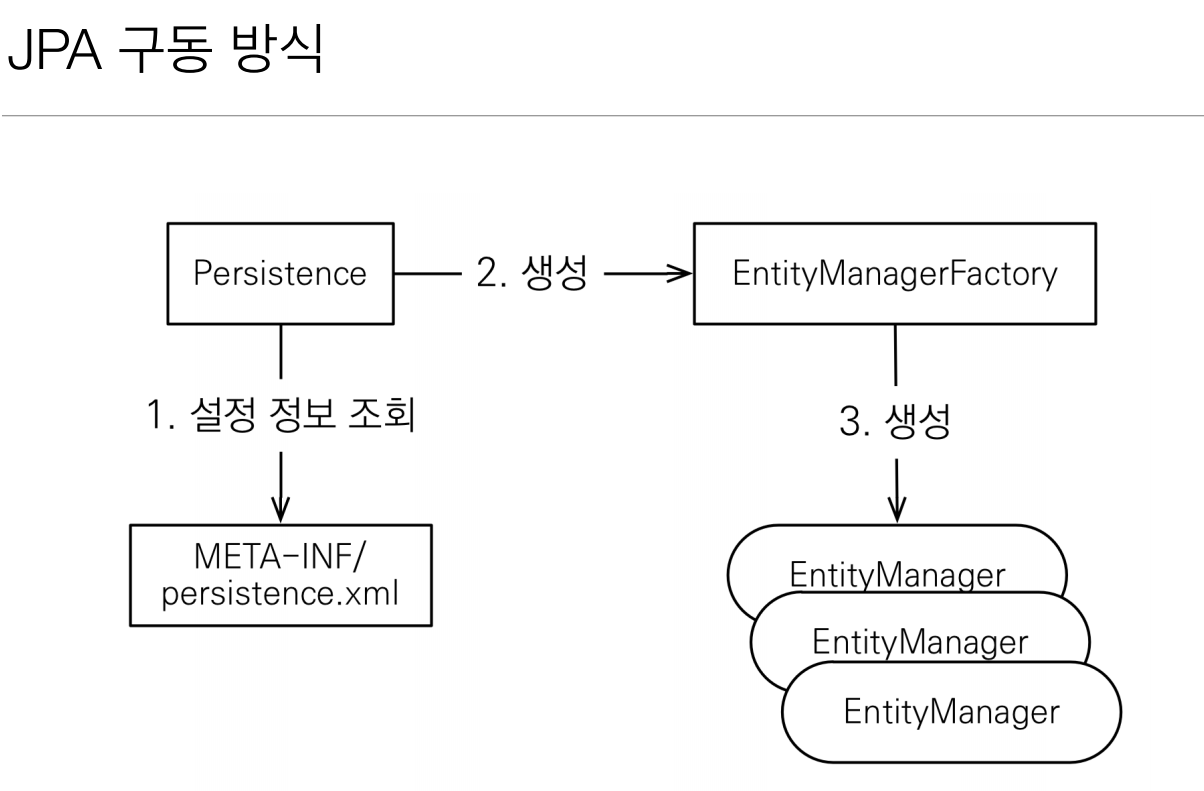 JPA 구동 방식
Persistence
2. 생성
EntityManagerFactory
1. 설정 정보 조회
3. 생성
META-INF/
persistence.xml
EntityManager
EntityManager
EntityManager